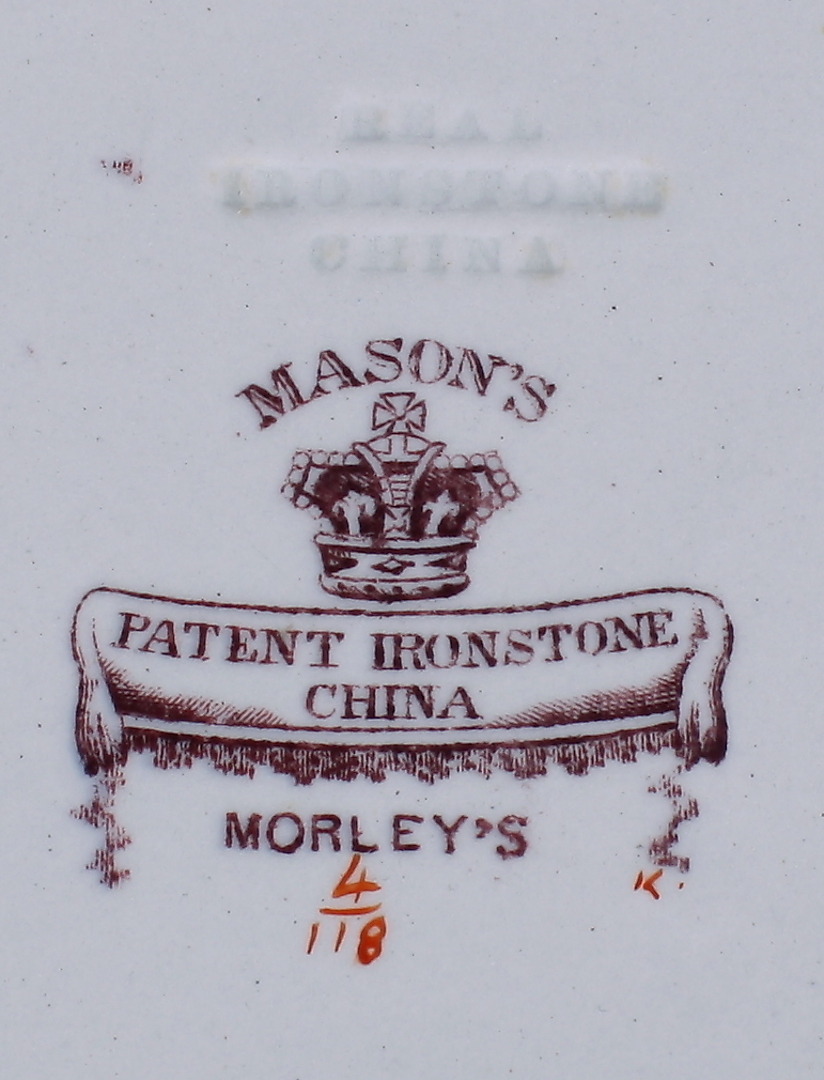 REAL
IRONSTONE
CHINA
MASON'S
PATENT IRONSTONE
CHINA
MORLEY'S
4
118
K.